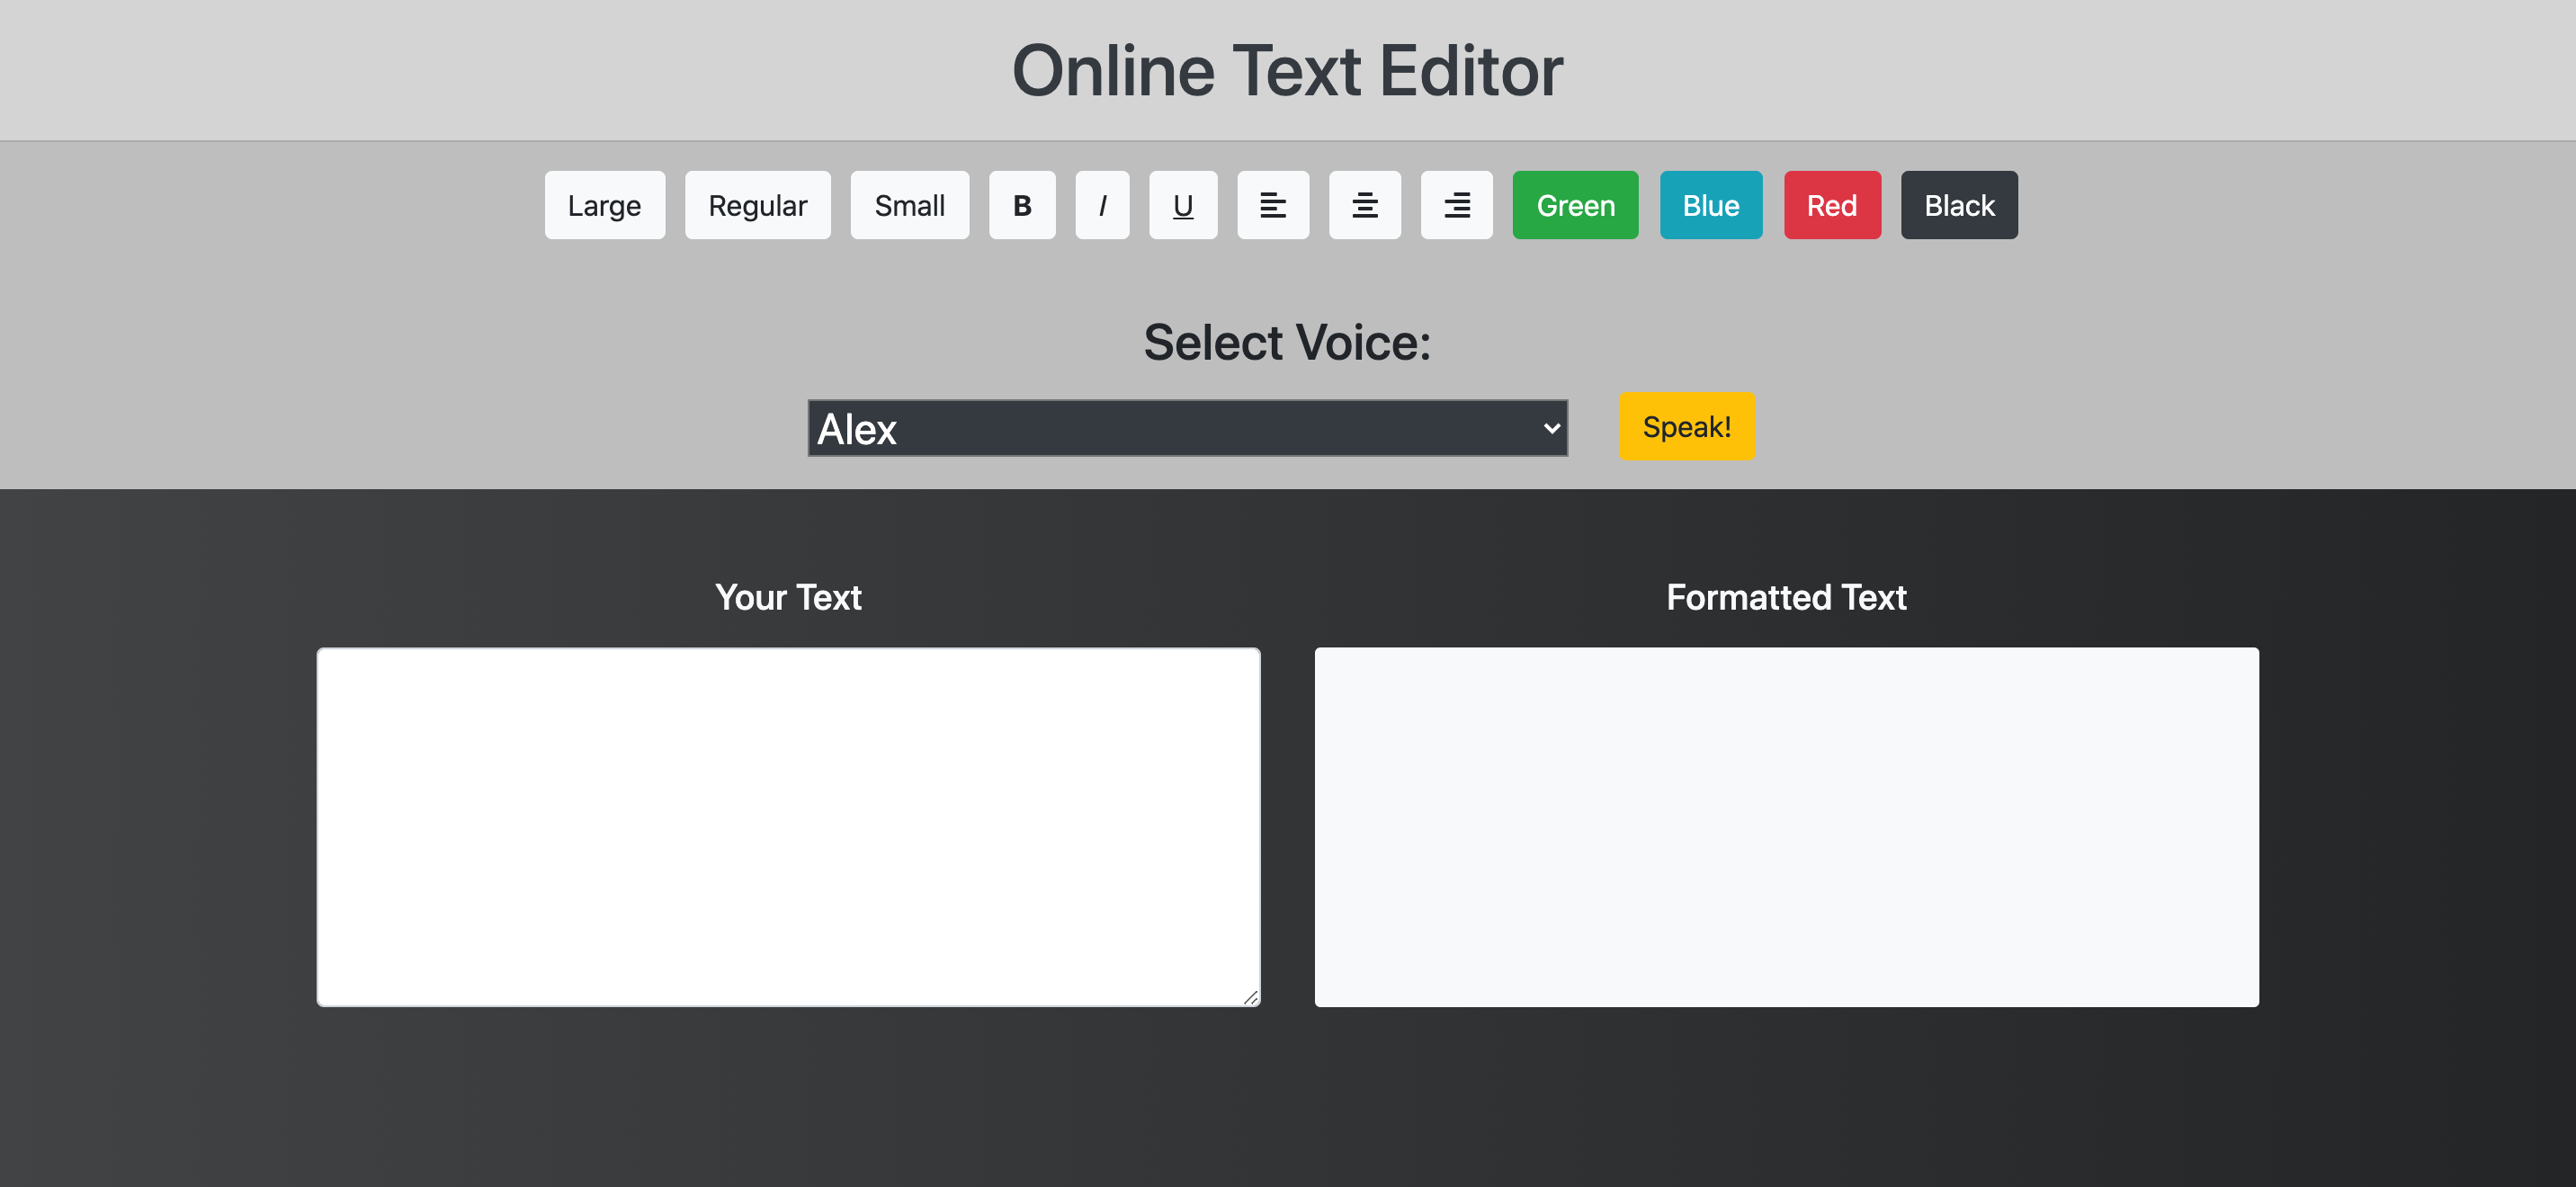 Online Text Editor
Large Regular Small B I U Green Blue Red Black
Select Voice:
Alex Speak!
Your Text Formatted Text